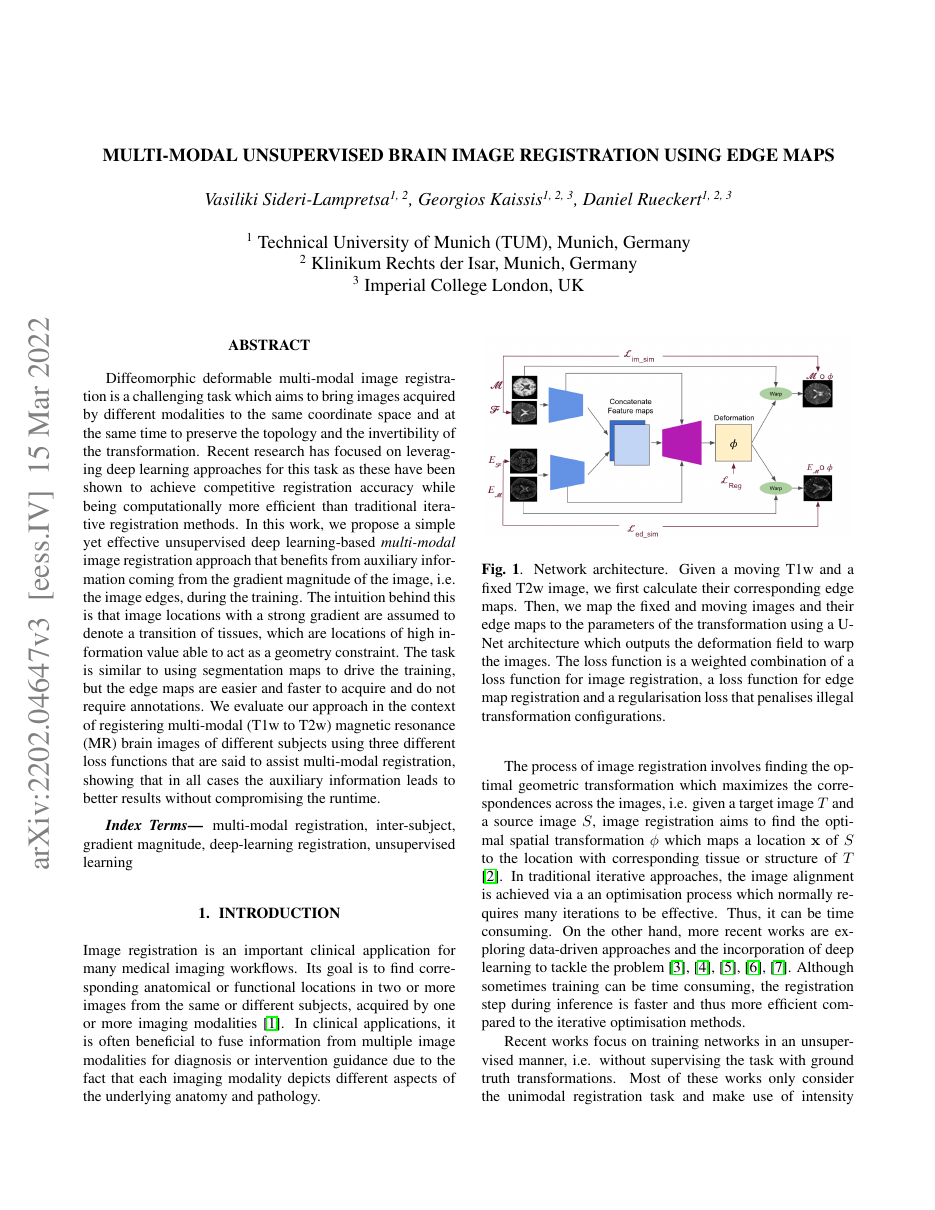 MULTI-MODAL UNSUPERVISED BRAIN IMAGE REGISTRATION USING EDGE MAPS
Vasiliki Sideri-Lampretsa1, 2, Georgios Kaissis1, 2, 3, Daniel Rueckert1, 2, 3
1 Technical University of Munich (TUM), Munich, Germany
2 Klinikum Rechts der Isar, Munich, Germany
3 Imperial College London, UK
arXiv:2202.04647v3 [eess.IV] 15 Mar 2022
ABSTRACT
Diffeomorphic deformable multi-modal image registra-
tion is a challenging task which aims to bring images acquired
by different modalities to the same coordinate space and at
the same time to preserve the topology and the invertibility of
the transformation. Recent research has focused on leverag-
ing deep learning approaches for this task as these have been
shown to achieve competitive registration accuracy while
being computationally more efficient than traditional itera-
tive registration methods. In this work, we propose a simple
yet effective unsupervised deep learning-based multi-modal
image registration approach that benefits from auxiliary infor-
mation coming from the gradient magnitude of the image, i.e.
the image edges, during the training. The intuition behind this
is that image locations with a strong gradient are assumed to
denote a transition of tissues, which are locations of high in-
formation value able to act as a geometry constraint. The task
is similar to using segmentation maps to drive the training,
but the edge maps are easier and faster to acquire and do not
require annotations. We evaluate our approach in the context
of registering multi-modal (T1w to T2w) magnetic resonance
(MR) brain images of different subjects using three different
loss functions that are said to assist multi-modal registration,
showing that in all cases the auxiliary information leads to
better results without compromising the runtime.
Index Terms— multi-modal registration, inter-subject,
gradient magnitude, deep-learning registration, unsupervised
learning
1. INTRODUCTION
Image registration is an important clinical application for
many medical imaging workflows. Its goal is to find corre-
sponding anatomical or functional locations in two or more
images from the same or different subjects, acquired by one
or more imaging modalities [1]. In clinical applications, it
is often beneficial to fuse information from multiple image
modalities for diagnosis or intervention guidance due to the
fact that each imaging modality depicts different aspects of
the underlying anatomy and pathology.
ℒim_sim
ℳ
ℱ
Eℱ
Eℳ
Concatenate
Feature maps
Deformation
ϕ
ℒReg
Warp
Warp
ℳ o ϕ
Eℳ o ϕ
ℒed_sim
Fig. 1. Network architecture. Given a moving T1w and a
fixed T2w image, we first calculate their corresponding edge
maps. Then, we map the fixed and moving images and their
edge maps to the parameters of the transformation using a U-
Net architecture which outputs the deformation field to warp
the images. The loss function is a weighted combination of a
loss function for image registration, a loss function for edge
map registration and a regularisation loss that penalises illegal
transformation configurations.
The process of image registration involves finding the op-
timal geometric transformation which maximizes the corre-
spondences across the images, i.e. given a target image T and
a source image S, image registration aims to find the opti-
mal spatial transformation ϕ which maps a location x of S
to the location with corresponding tissue or structure of T
[2]. In traditional iterative approaches, the image alignment
is achieved via a an optimisation process which normally re-
quires many iterations to be effective. Thus, it can be time
consuming. On the other hand, more recent works are ex-
ploring data-driven approaches and the incorporation of deep
learning to tackle the problem [3], [4], [5], [6], [7]. Although
sometimes training can be time consuming, the registration
step during inference is faster and thus more efficient com-
pared to the iterative optimisation methods.
Recent works focus on training networks in an unsuper-
vised manner, i.e. without supervising the task with ground
truth transformations. Most of these works only consider
the unimodal registration task and make use of intensity